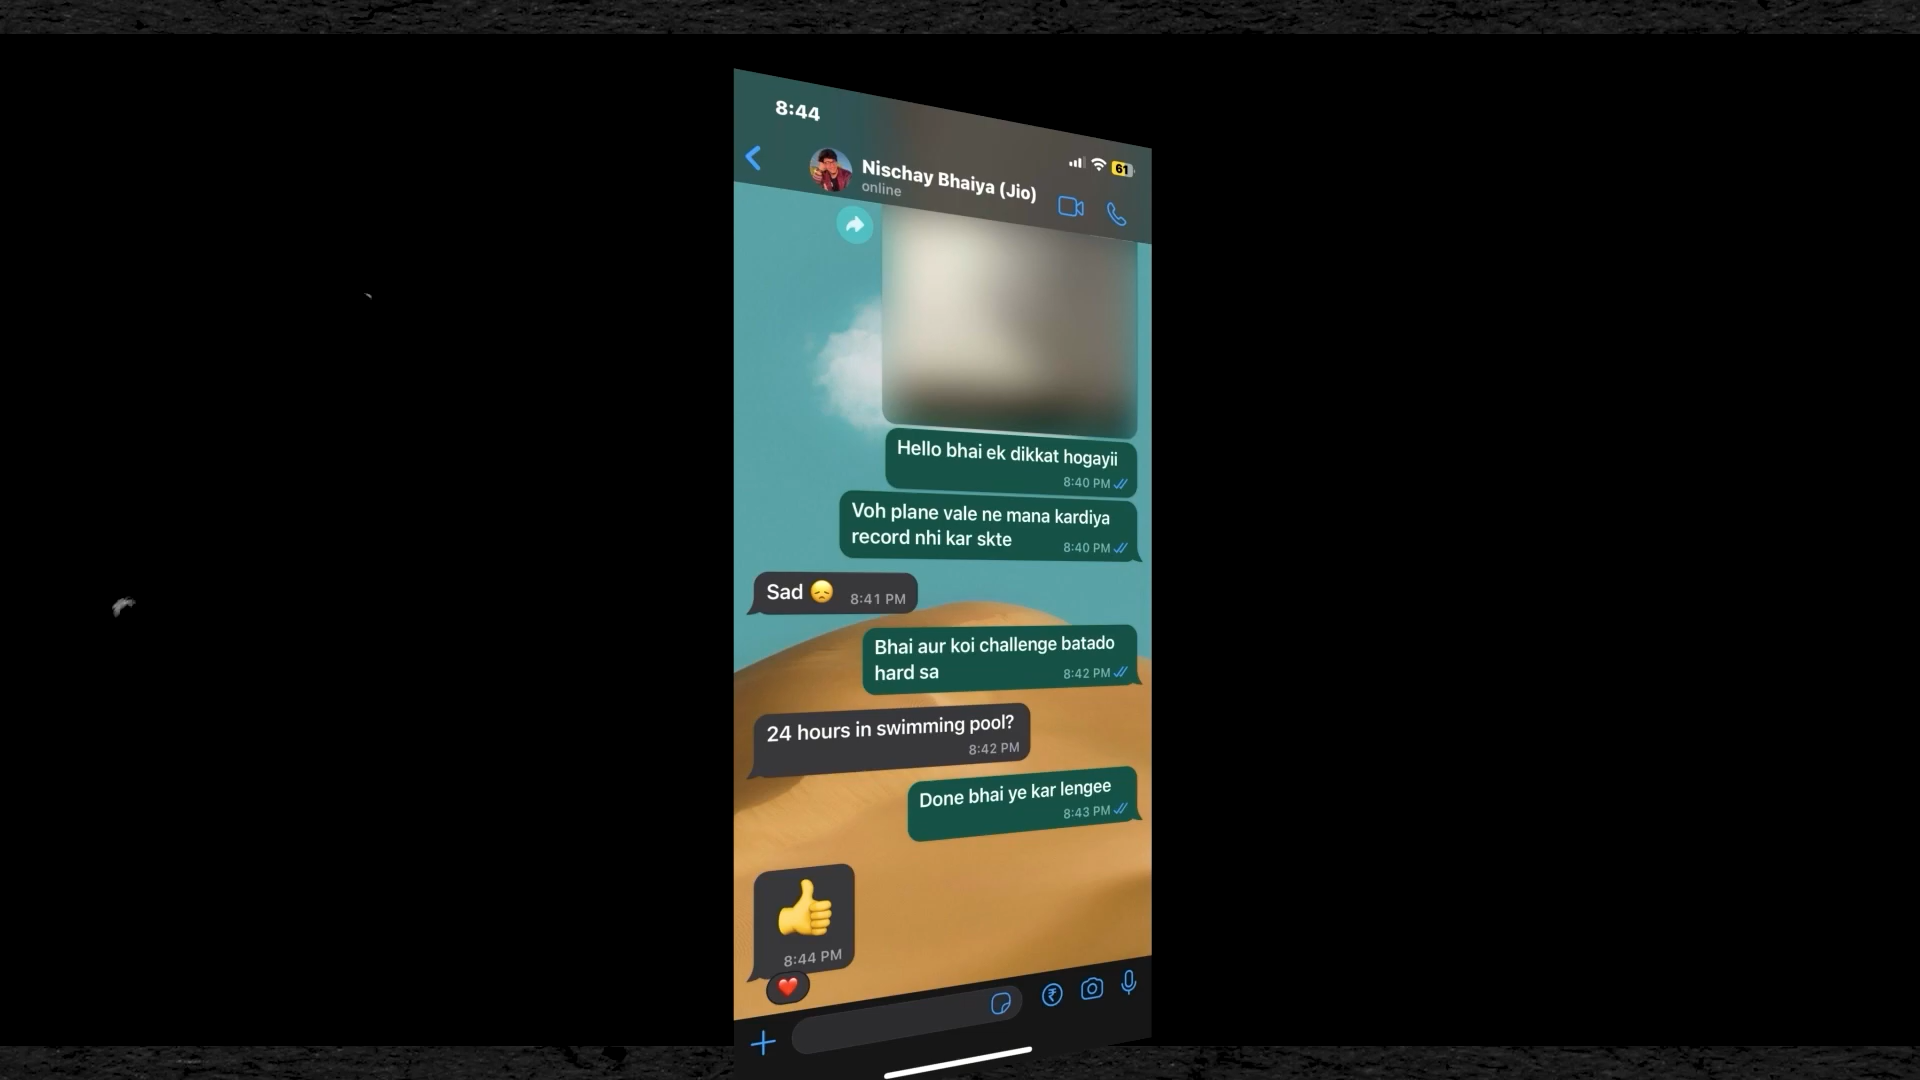 8:44
61
Nischay Bhaiya (Jio)
online
Hello bhai ek dikkat hogayii
8:40 PM
Voh plane vale ne mana kardiya
record nhi kar skte
8:40 PM
Sad 😞
8:41 PM
Bhai aur koi challenge batado
hard sa
8:42 PM
24 hours in swimming pool?
8:42 PM
Done bhai ye kar lengee
8:43 PM
👍
8:44 PM
❤️